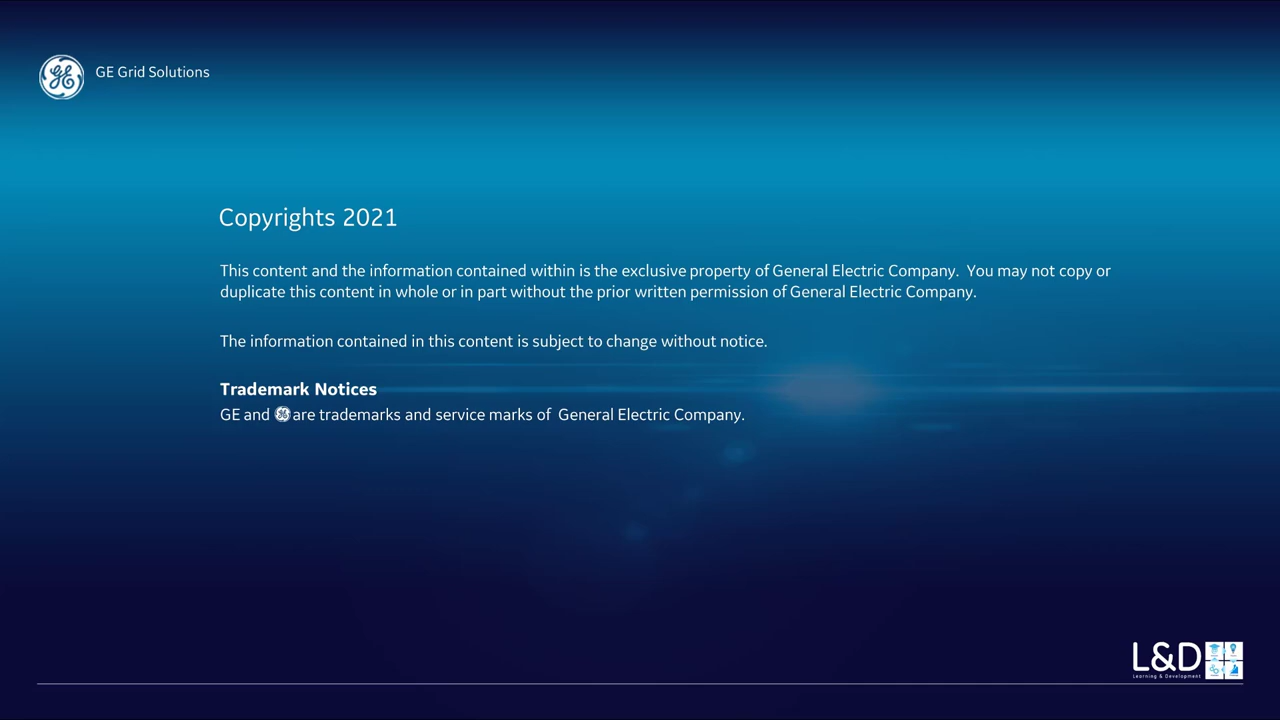 GE Grid Solutions
Copyrights 2021
This content and the information contained within is the exclusive property of General Electric Company. You may not copy or
duplicate this content in whole or in part without the prior written permission of General Electric Company.
The information contained in this content is subject to change without notice.
Trademark Notices
GE and GE are trademarks and service marks of General Electric Company.
L&D
Learning & Development